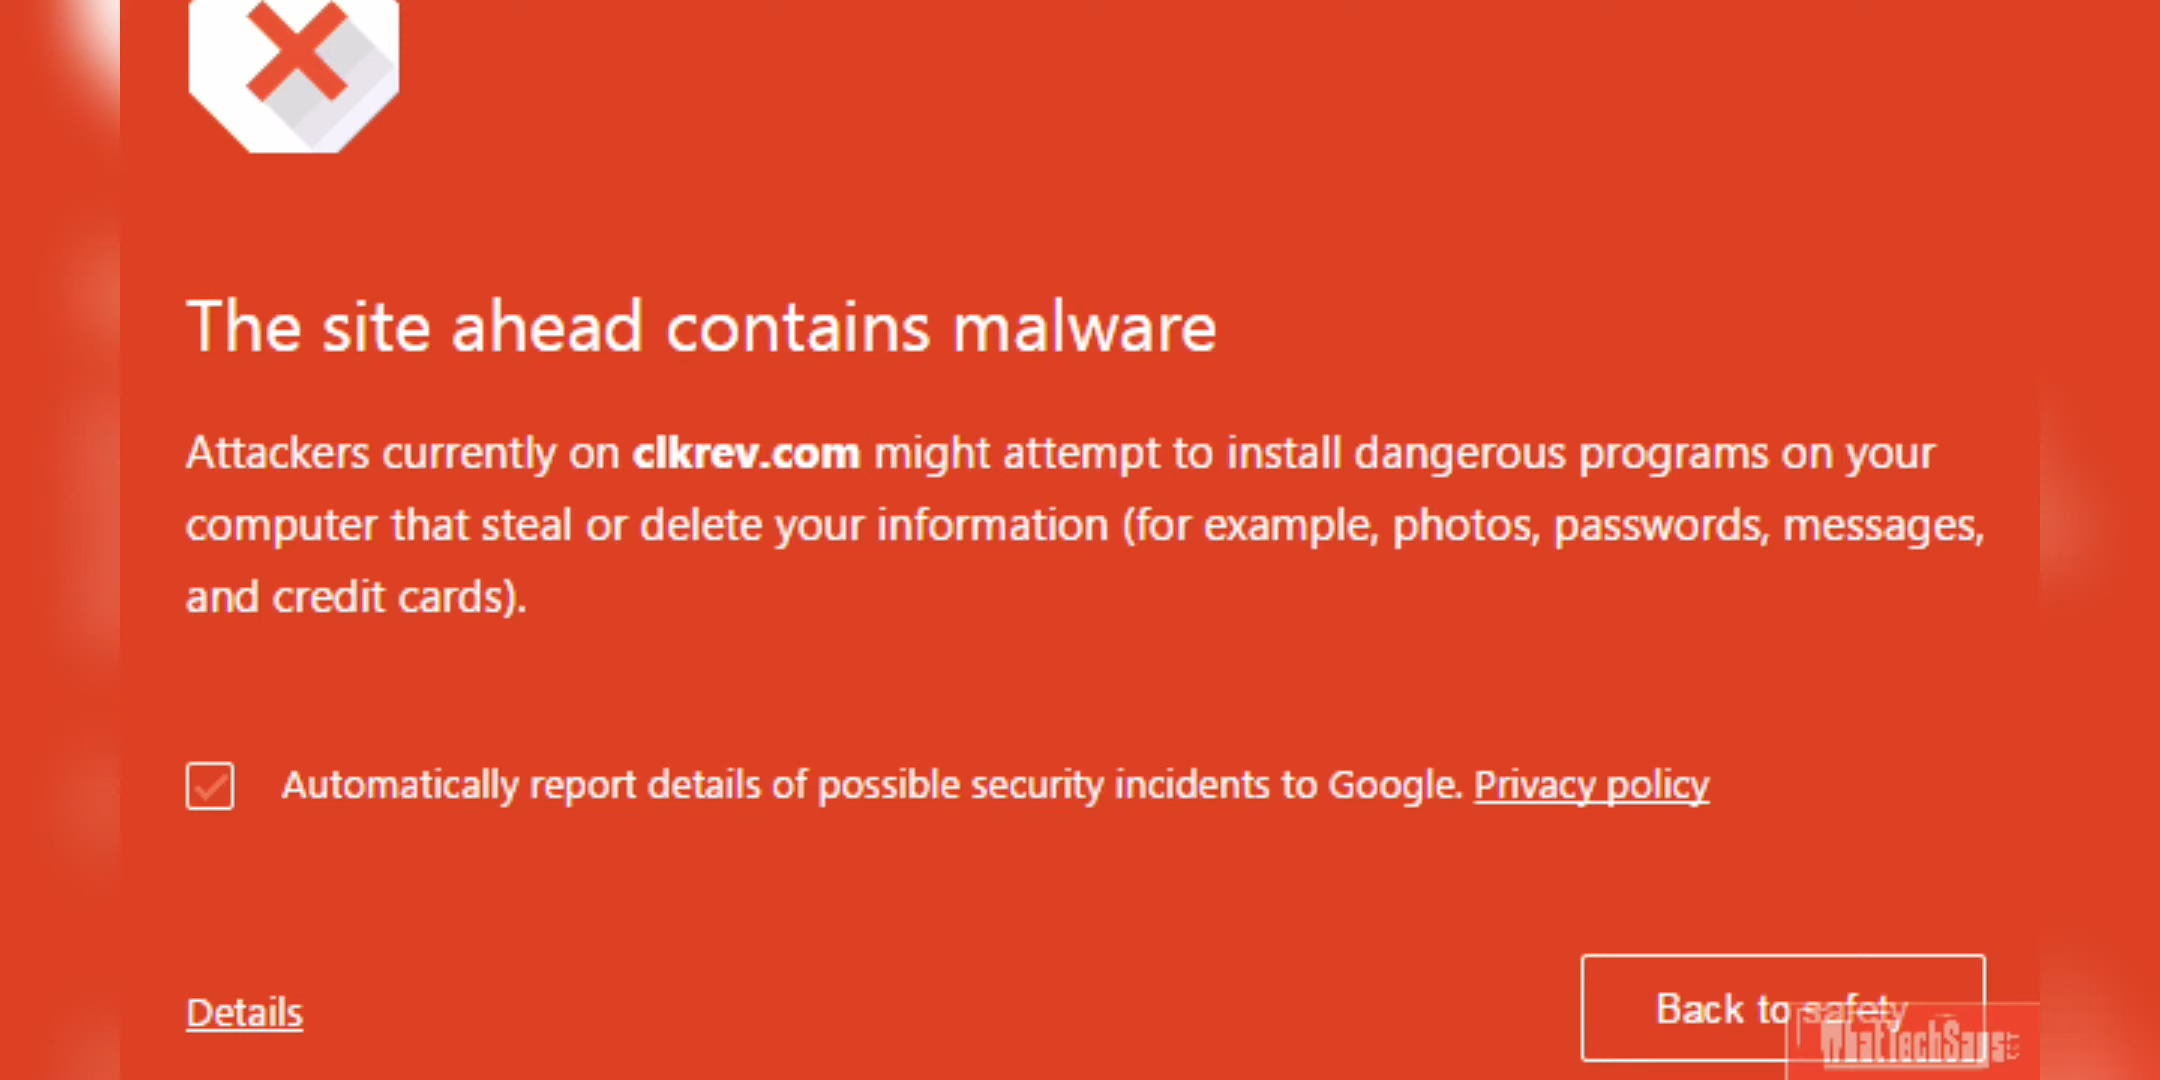 The site ahead contains malware
Attackers currently on clkrev.com might attempt to install dangerous programs on your
computer that steal or delete your information (for example, photos, passwords, messages,
and credit cards).
Automatically report details of possible security incidents to Google. Privacy policy
Details
Back to safety
WhatTechSays